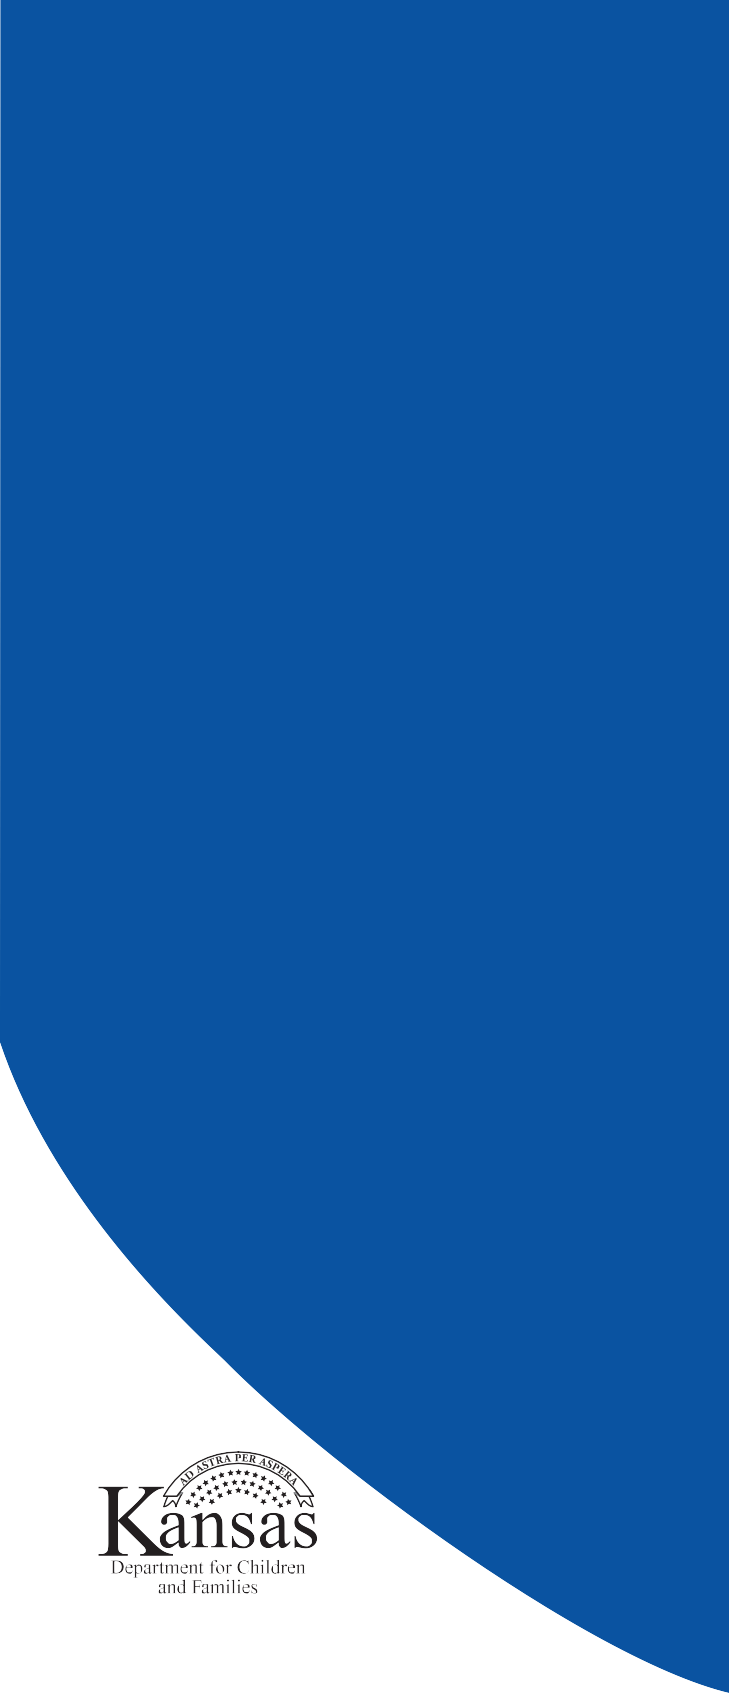 AD ASTRA PER ASPERA
Kansas
Department for Children
and Families